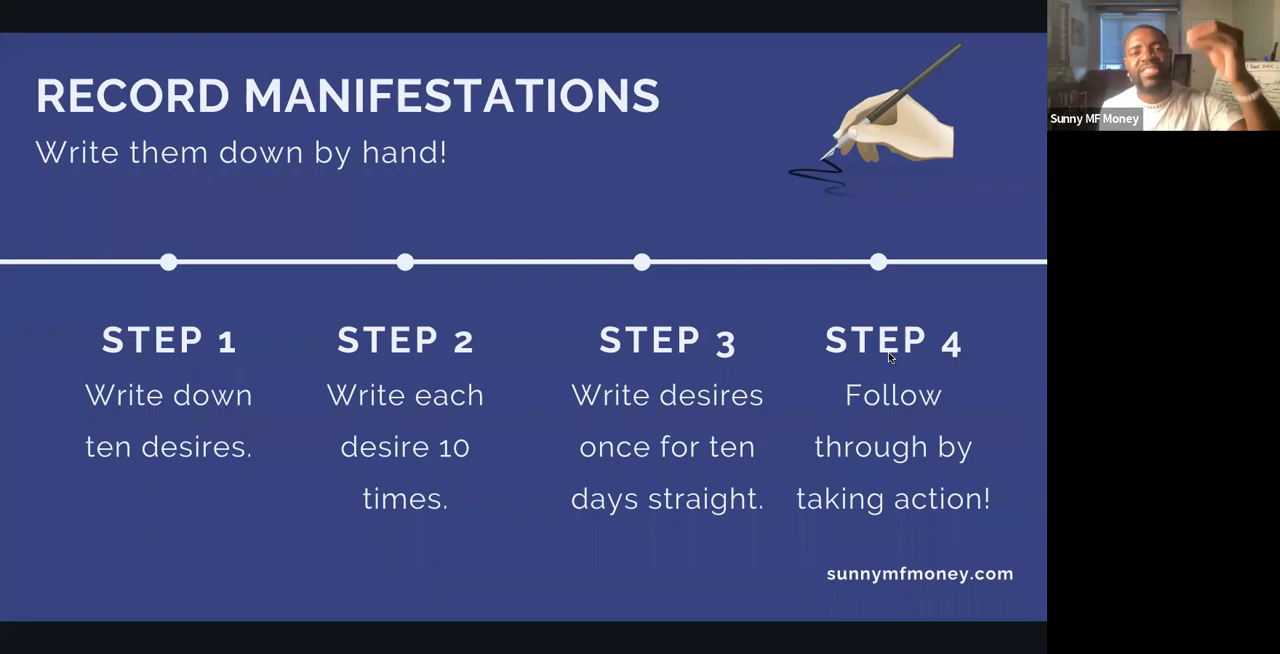 RECORD MANIFESTATIONS
Write them down by hand!
STEP 1
Write down
ten desires.
STEP 2
Write each
desire 10
times.
STEP 3
Write desires
once for ten
days straight.
STEP 4
Follow
through by
taking action!
sunnymfmoney.com
Sunny MF Money